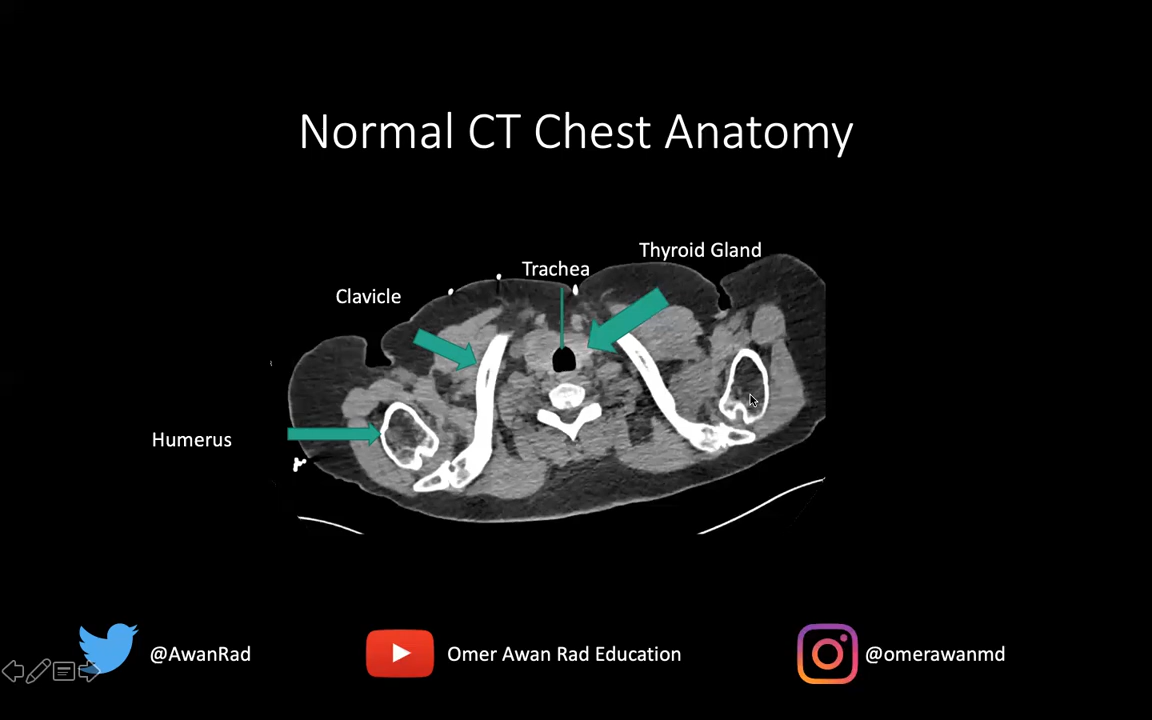 Normal CT Chest Anatomy
Thyroid Gland
Trachea
Clavicle
Humerus
@AwanRad
Omer Awan Rad Education
@omerawanmd